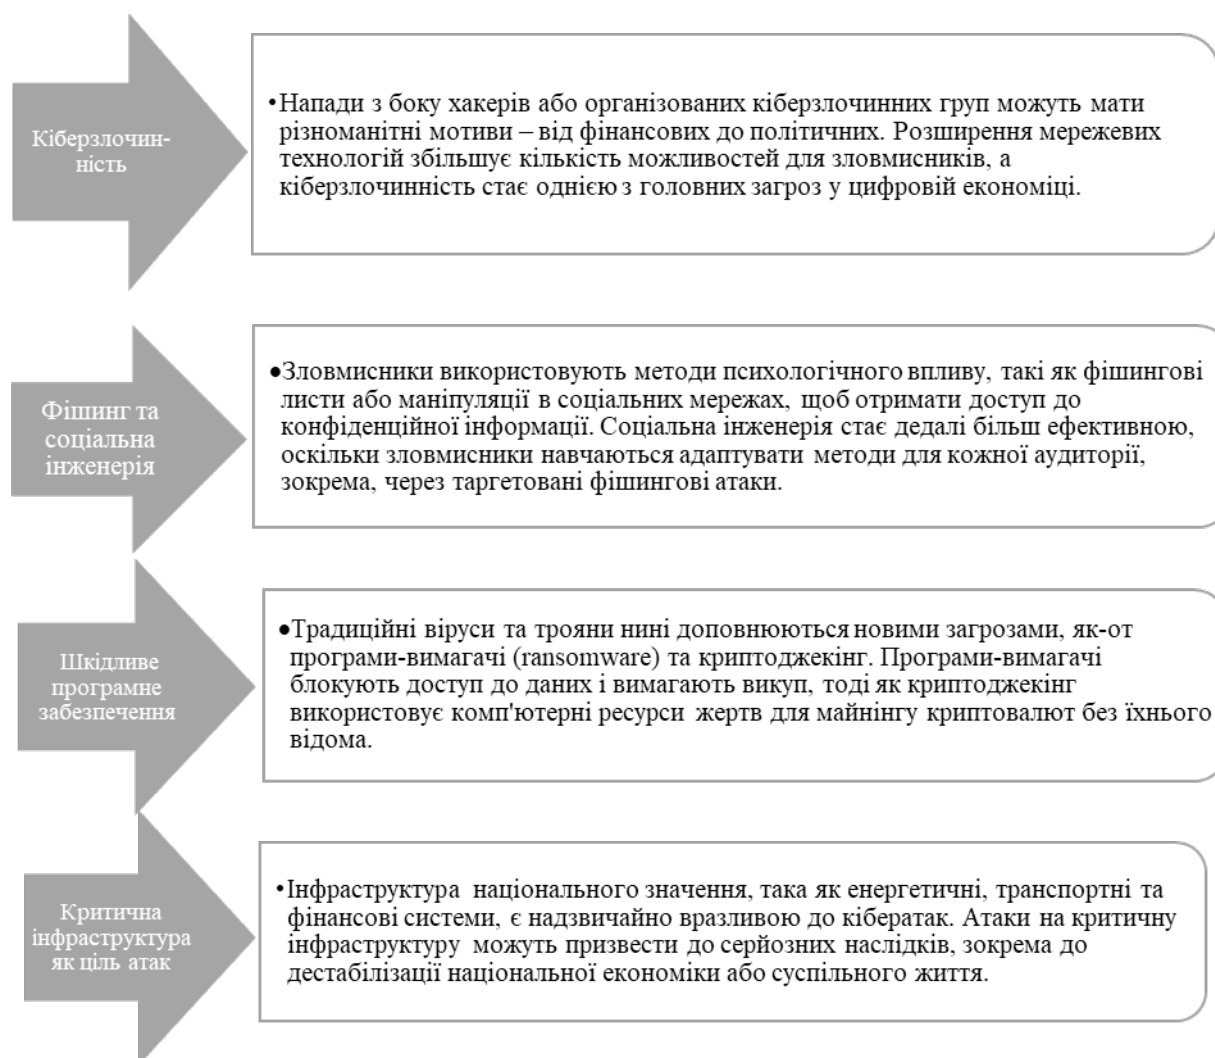 Кіберзлочин-
ність
•Напади з боку хакерів або організованих кіберзлочинних груп можуть мати
різноманітні мотиви – від фінансових до політичних. Розширення мережевих
технологій збільшує кількість можливостей для зловмисників, а
кіберзлочинність стає однією з головних загроз у цифровій економіці.
Фішинг та
соціальна
інженерія
•Зловмисники використовують методи психологічного впливу, такі як фішингові
листи або маніпуляції в соціальних мережах, щоб отримати доступ до
конфіденційної інформації. Соціальна інженерія стає дедалі більш ефективною,
оскільки зловмисники навчаються адаптувати методи для кожної аудиторії,
зокрема, через таргетовані фішингові атаки.
Шкідливе
програмне
забезпечення
•Традиційні віруси та трояни нині доповнюються новими загрозами, як-от
програми-вимагачі (ransomware) та криптоджекінг. Програми-вимагачі
блокують доступ до даних і вимагають викуп, тоді як криптоджекінг
використовує комп'ютерні ресурси жертв для майнінгу криптовалют без їхнього
відома.
Критична
інфраструктура
як ціль атак
•Інфраструктура національного значення, така як енергетичні, транспортні та
фінансові системи, є надзвичайно вразливою до кібератак. Атаки на критичну
інфраструктуру можуть призвести до серйозних наслідків, зокрема до
дестабілізації національної економіки або суспільного життя.